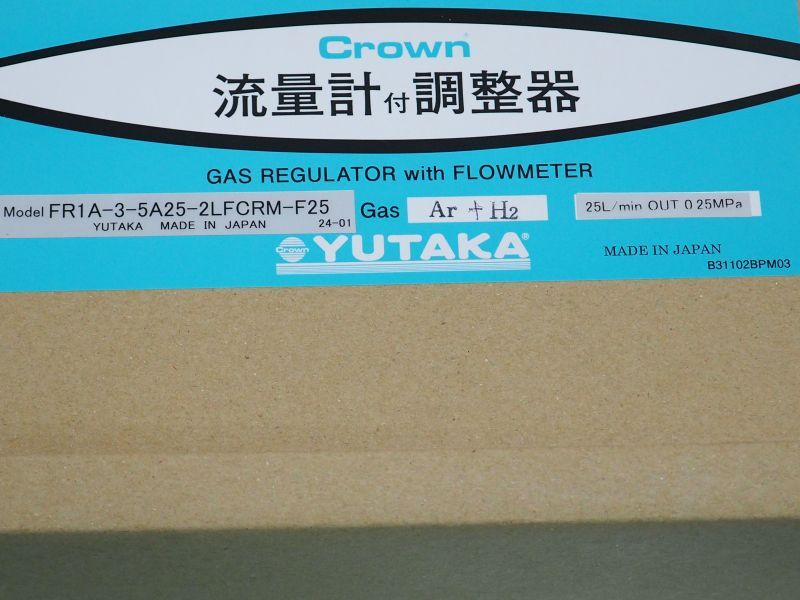 Crown
流量計付調整器
GAS REGULATOR with FLOWMETER
Model FR1A-3-5A25-2LFCRM-F25
YUTAKA MADE IN JAPAN 24-01
Gas Ar + H2
25L/min OUT 0.25MPa
Crown YUTAKA®
MADE IN JAPAN
B31102BPM03